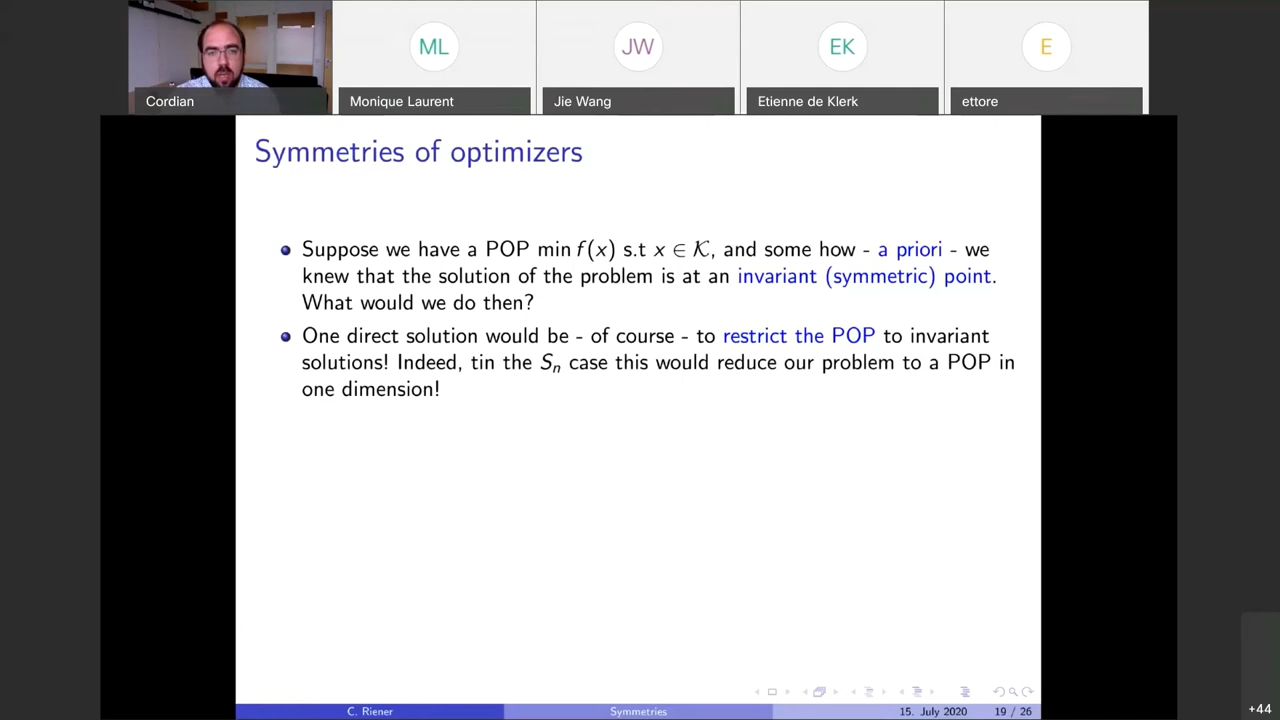 ML
JW
EK
E
Cordian
Monique Laurent
Jie Wang
Etienne de Klerk
ettore
Symmetries of optimizers
Suppose we have a POP min f(x) s.t x ∈ 𝒦, and some how - a priori - we
knew that the solution of the problem is at an invariant (symmetric) point.
What would we do then?
One direct solution would be - of course - to restrict the POP to invariant
solutions! Indeed, tin the Sₙ case this would reduce our problem to a POP in
one dimension!
C. Riener
Symmetries
15. July 2020
19 / 26
+44